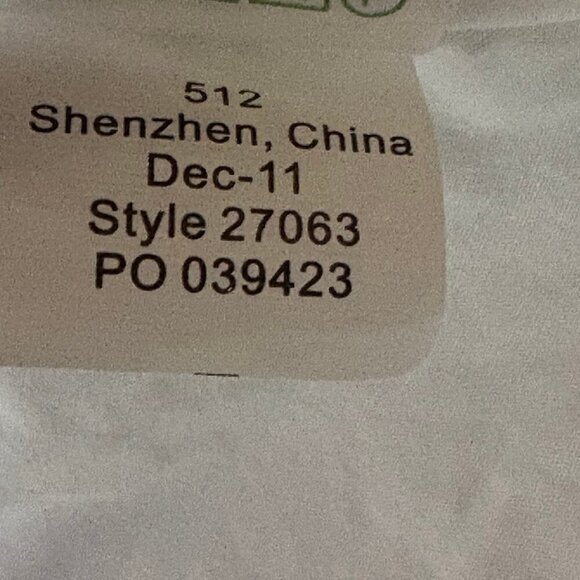 512
Shenzhen, China
Dec-11
Style 27063
PO 039423